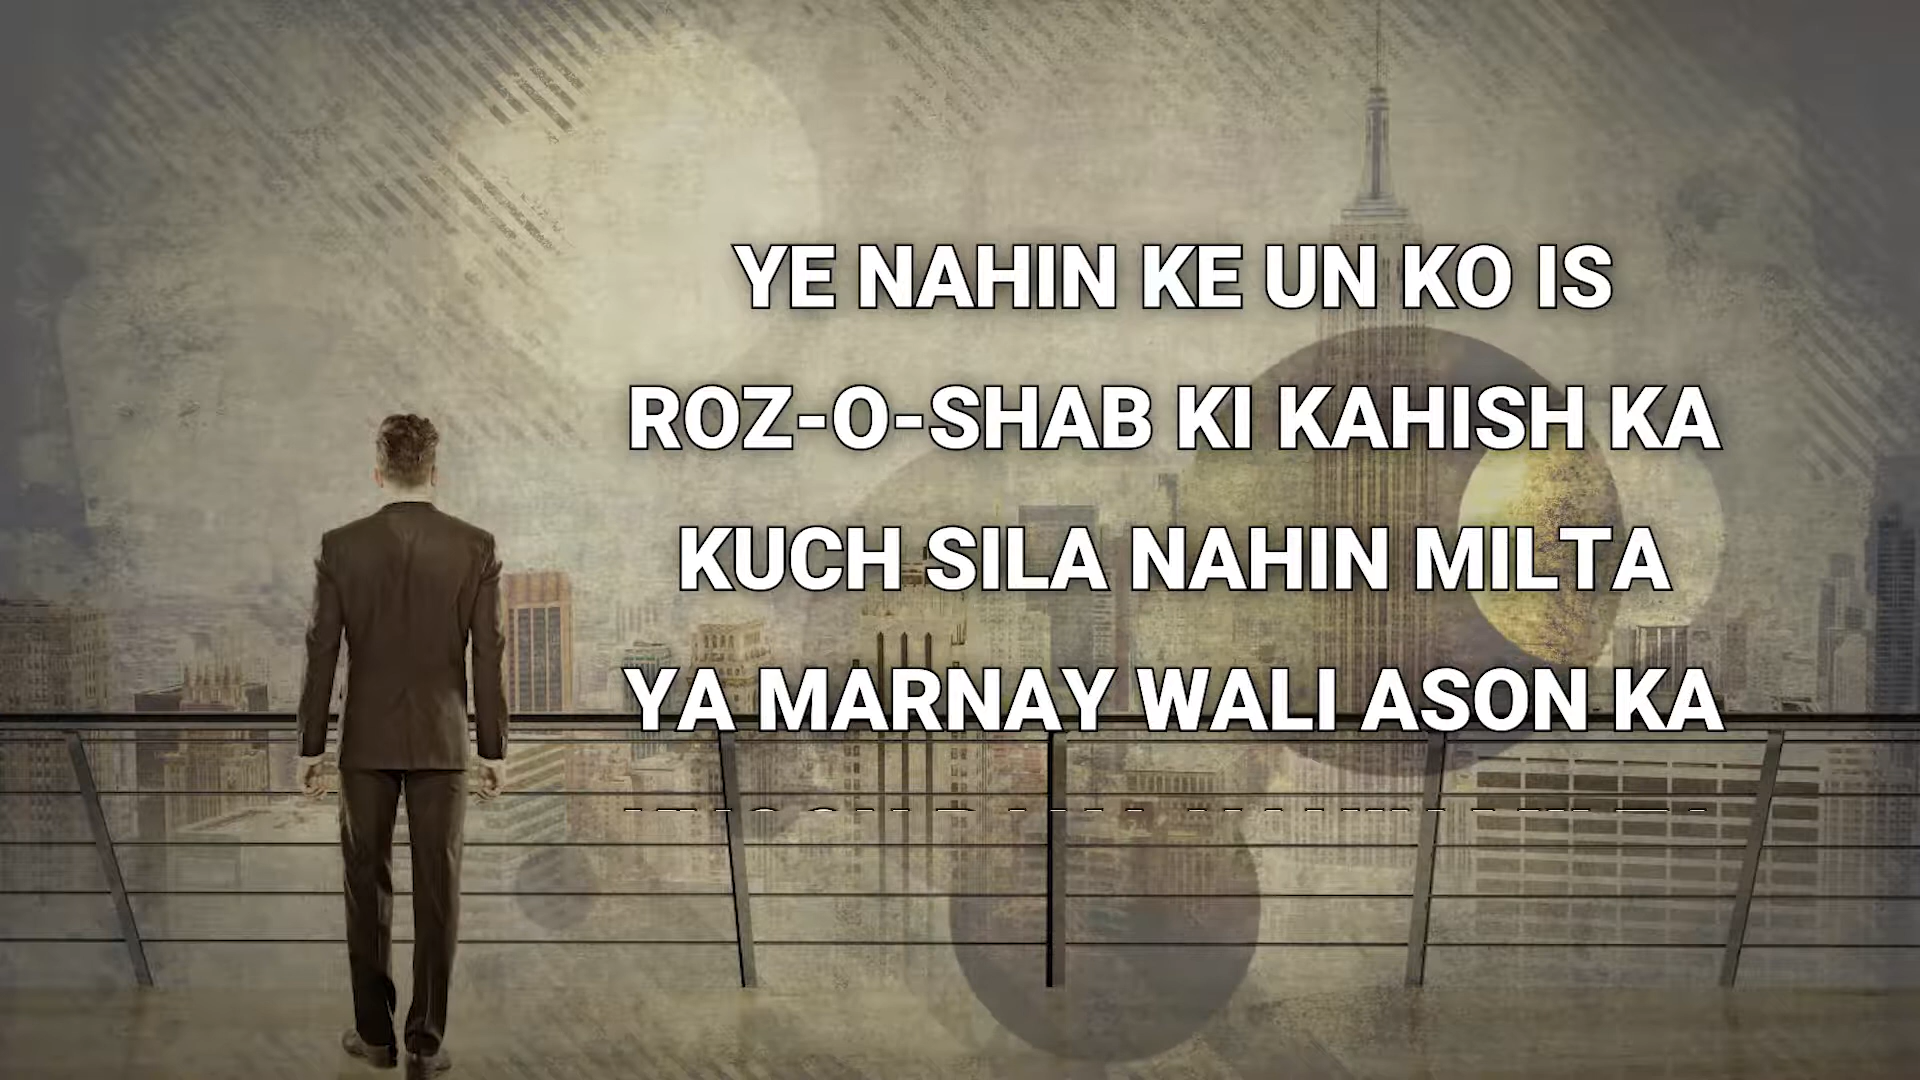 YE NAHIN KE UN KO IS
ROZ-O-SHAB KI KAHISH KA
KUCH SILA NAHIN MILTA
YA MARNAY WALI ASON KA